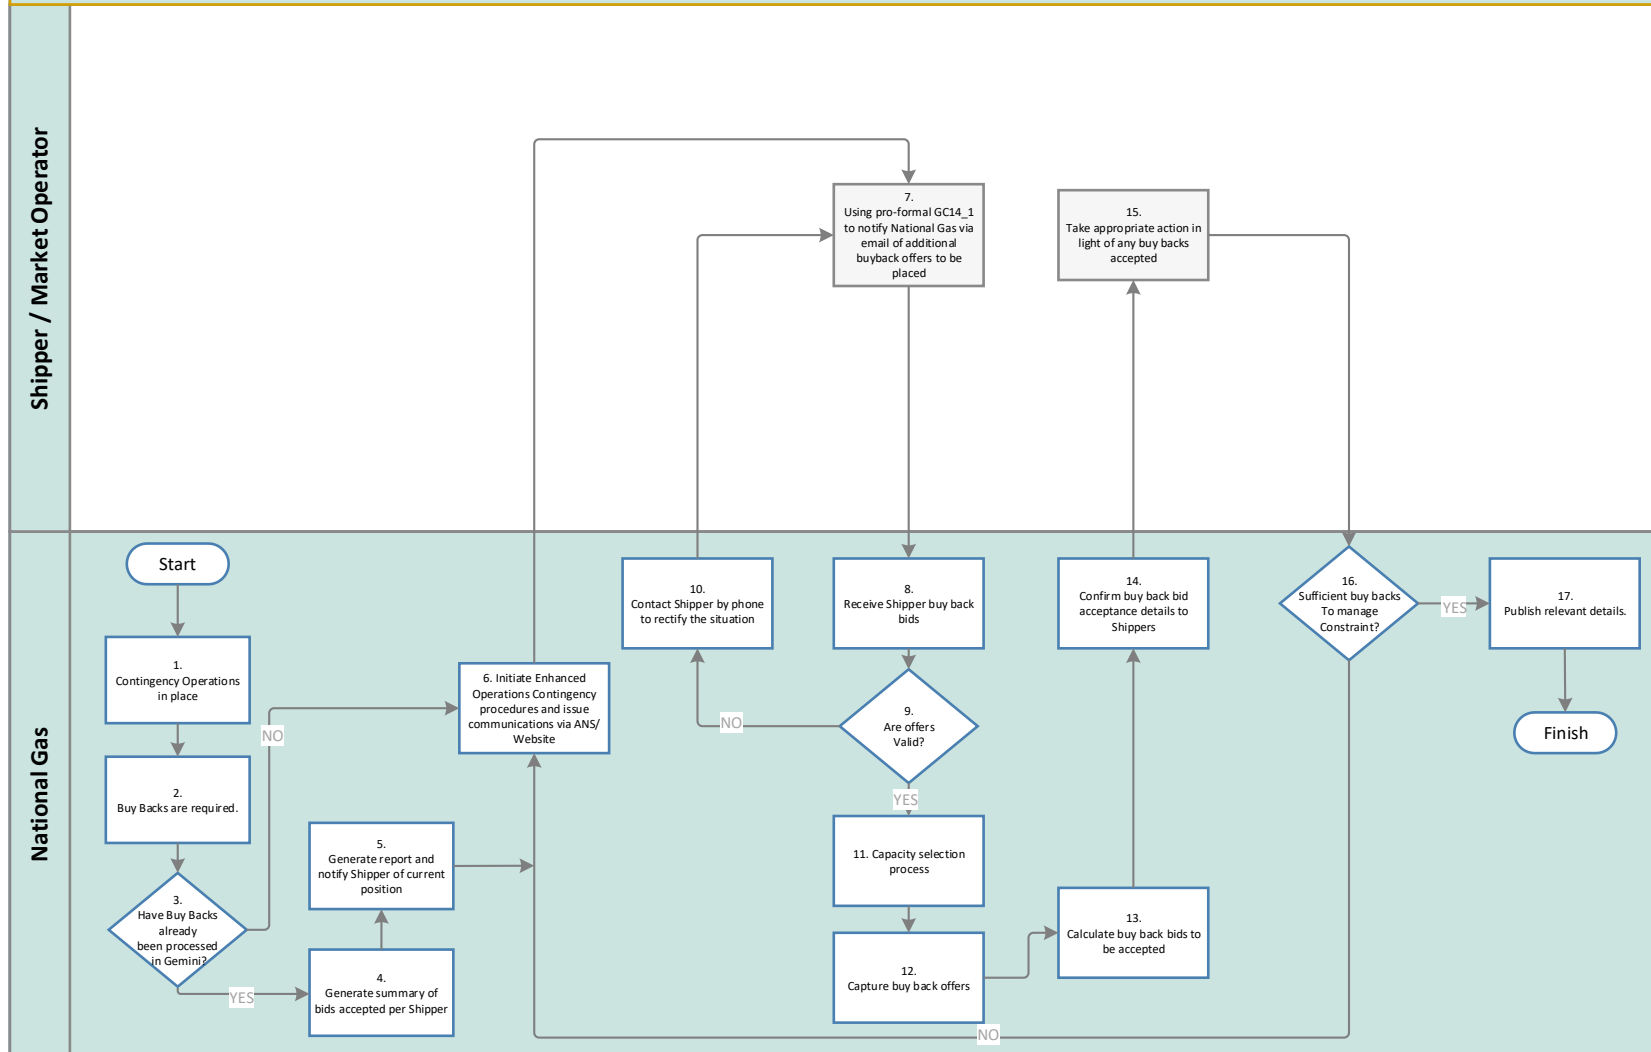 Shipper / Market Operator
7.
Using pro-formal GC14_1
to notify National Gas via
email of additional
buyback offers to be
placed
15.
Take appropriate action in
light of any buy backs
accepted
National Gas
Start
1.
Contingency Operations
in place
2.
Buy Backs are required.
3.
Have Buy Backs
already
been processed
in Gemini?
NO
YES
4.
Generate summary of
bids accepted per Shipper
5.
Generate report and
notify Shipper of current
position
6. Initiate Enhanced
Operations Contingency
procedures and issue
communications via ANS/
Website
10.
Contact Shipper by phone
to rectify the situation
8.
Receive Shipper buy back
bids
9.
Are offers
Valid?
NO
YES
11. Capacity selection
process
12.
Capture buy back offers
13.
Calculate buy back bids to
be accepted
14.
Confirm buy back bid
acceptance details to
Shippers
16.
Sufficient buy backs
To manage
Constraint?
YES
NO
17.
Publish relevant details.
Finish